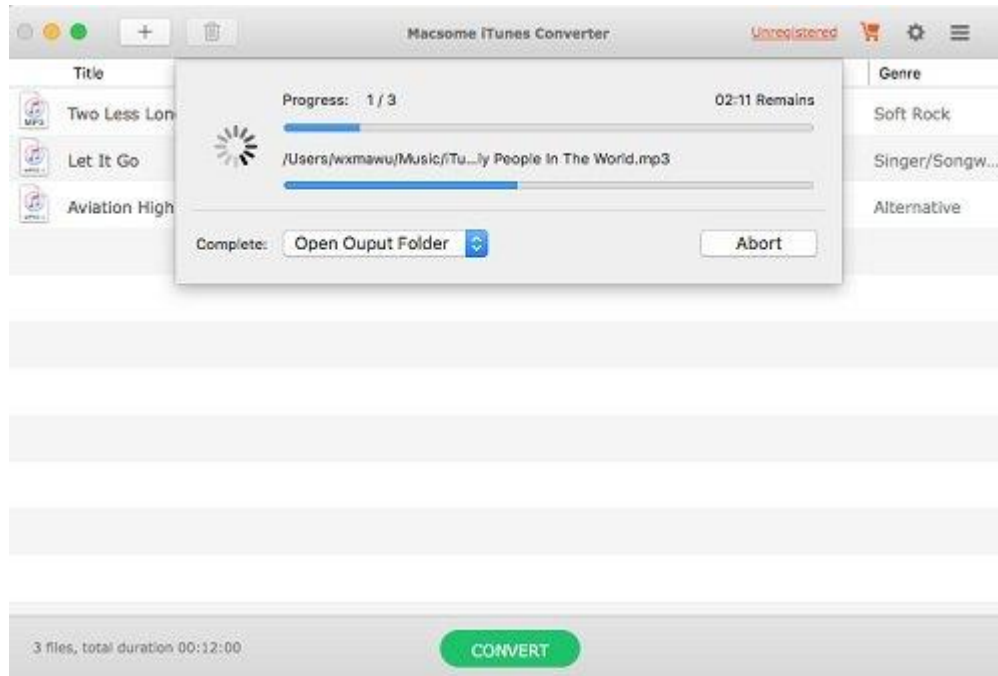 + Macsome iTunes Converter Unregistered
Title Genre
Progress: 1 / 3 02:11 Remains
Two Less Lon Soft Rock
/Users/wxmawu/Music/iTu...ly People In The World.mp3
Let It Go Singer/Songw...
Aviation High Alternative
Complete: Open Ouput Folder Abort
3 files, total duration 00:12:00 CONVERT